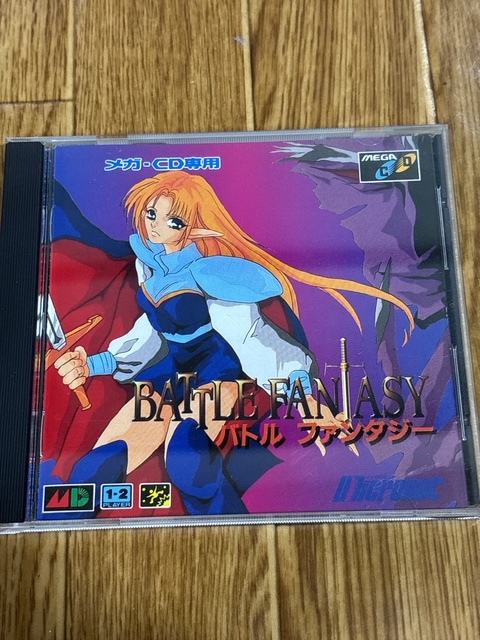 メガ-CD専用
MEGA
CD
BATTLE FANTASY
バトル ファンタジー
MD
1-2
PLAYER
Micronet